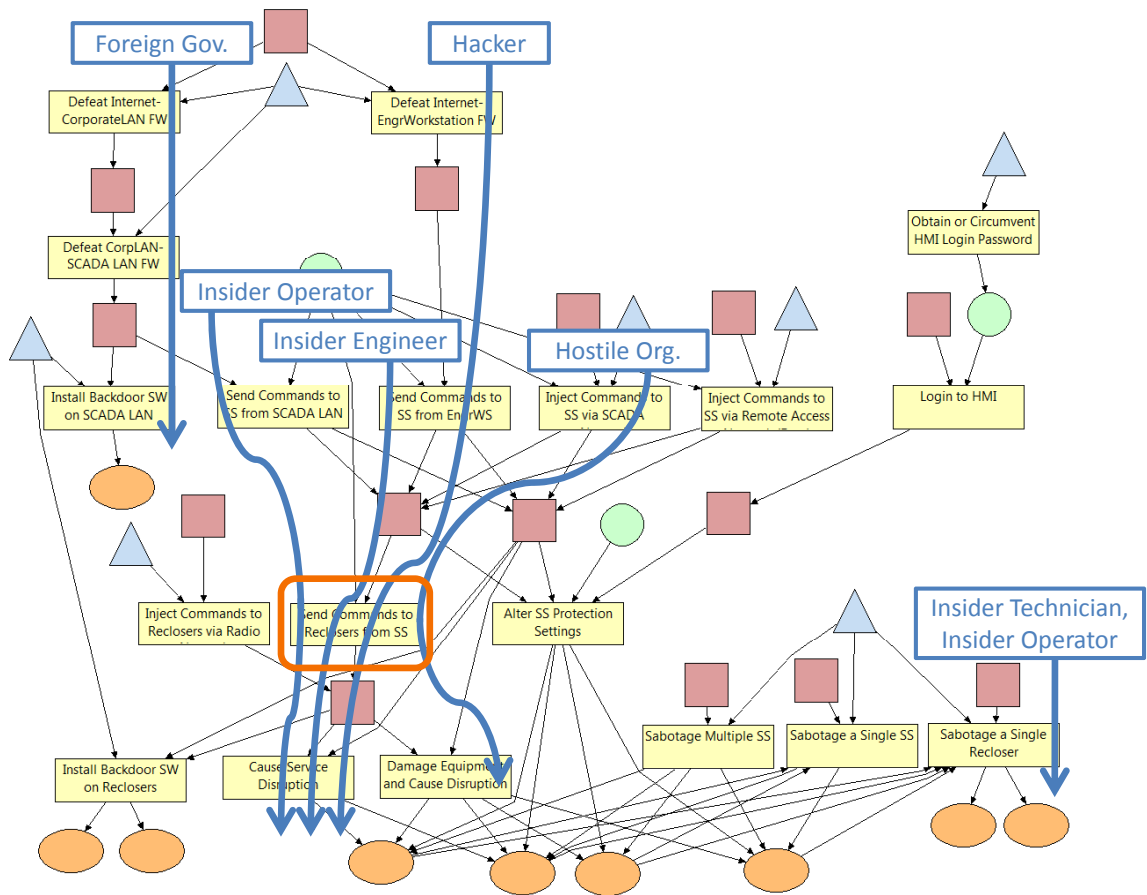 Foreign Gov.
Hacker
Defeat Internet-
CorporateLAN FW
Defeat Internet-
EngrWorkstation FW
Obtain or Circumvent
HMI Login Password
Defeat CorpLAN-
SCADA LAN FW
Insider Operator
Insider Engineer
Hostile Org.
Install Backdoor SW
on SCADA LAN
Send Commands to
SS from SCADA LAN
Send Commands to
SS from EngrWS
Inject Commands to
SS via SCADA
Inject Commands to
SS via Remote Access
Login to HMI
Inject Commands to
Reclosers via Radio
Send Commands to
Reclosers from SS
Alter SS Protection
Settings
Insider Technician,
Insider Operator
Install Backdoor SW
on Reclosers
Cause Service
Disruption
Damage Equipment
and Cause Disruption
Sabotage Multiple SS
Sabotage a Single SS
Sabotage a Single
Recloser